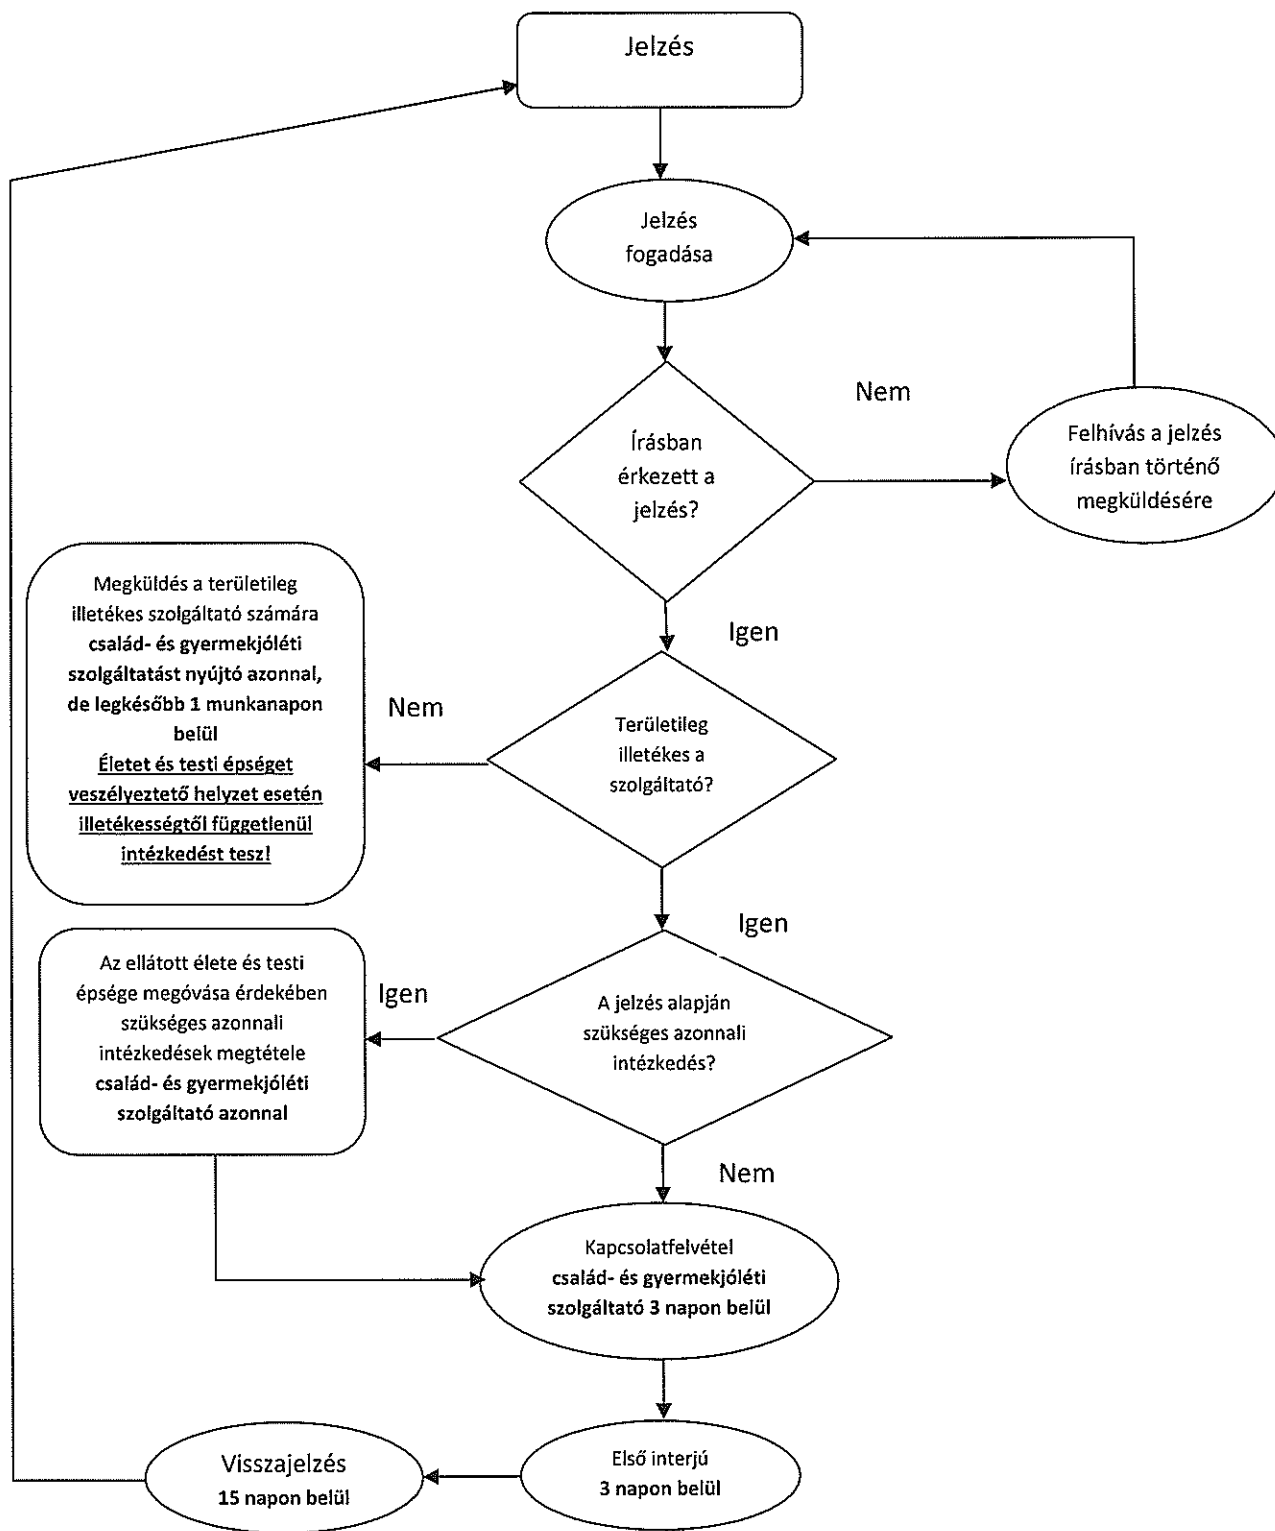 Jelzés
Jelzés
fogadása
Nem
Írásban
érkezett a
jelzés?
Felhívás a jelzés
írásban történő
megküldésére
Igen
Megküldés a területileg
illetékes szolgáltató számára
család- és gyermekjóléti
szolgáltatást nyújtó azonnal,
de legkésőbb 1 munkanapon
belül
Életet és testi épséget
veszélyeztető helyzet esetén
illetékességtől függetlenül
intézkedést tesz!
Nem
Területileg
illetékes a
szolgáltató?
Igen
Az ellátott élete és testi
épsége megóvása érdekében
szükséges azonnali
intézkedések megtétele
család- és gyermekjóléti
szolgáltató azonnal
Igen
A jelzés alapján
szükséges azonnali
intézkedés?
Nem
Kapcsolatfelvétel
család- és gyermekjóléti
szolgáltató 3 napon belül
Első interjú
3 napon belül
Visszajelzés
15 napon belül